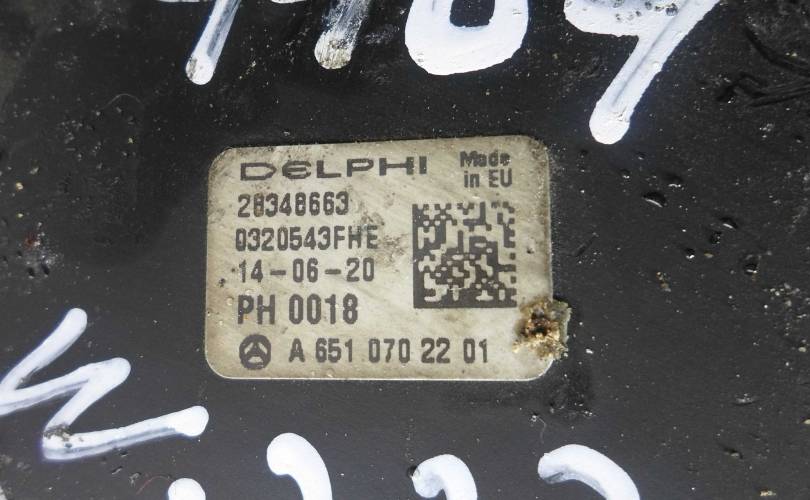 DELPHI Made in EU
28348663
0320543FHE
14-06-20
PH 0018
A 651 070 22 01